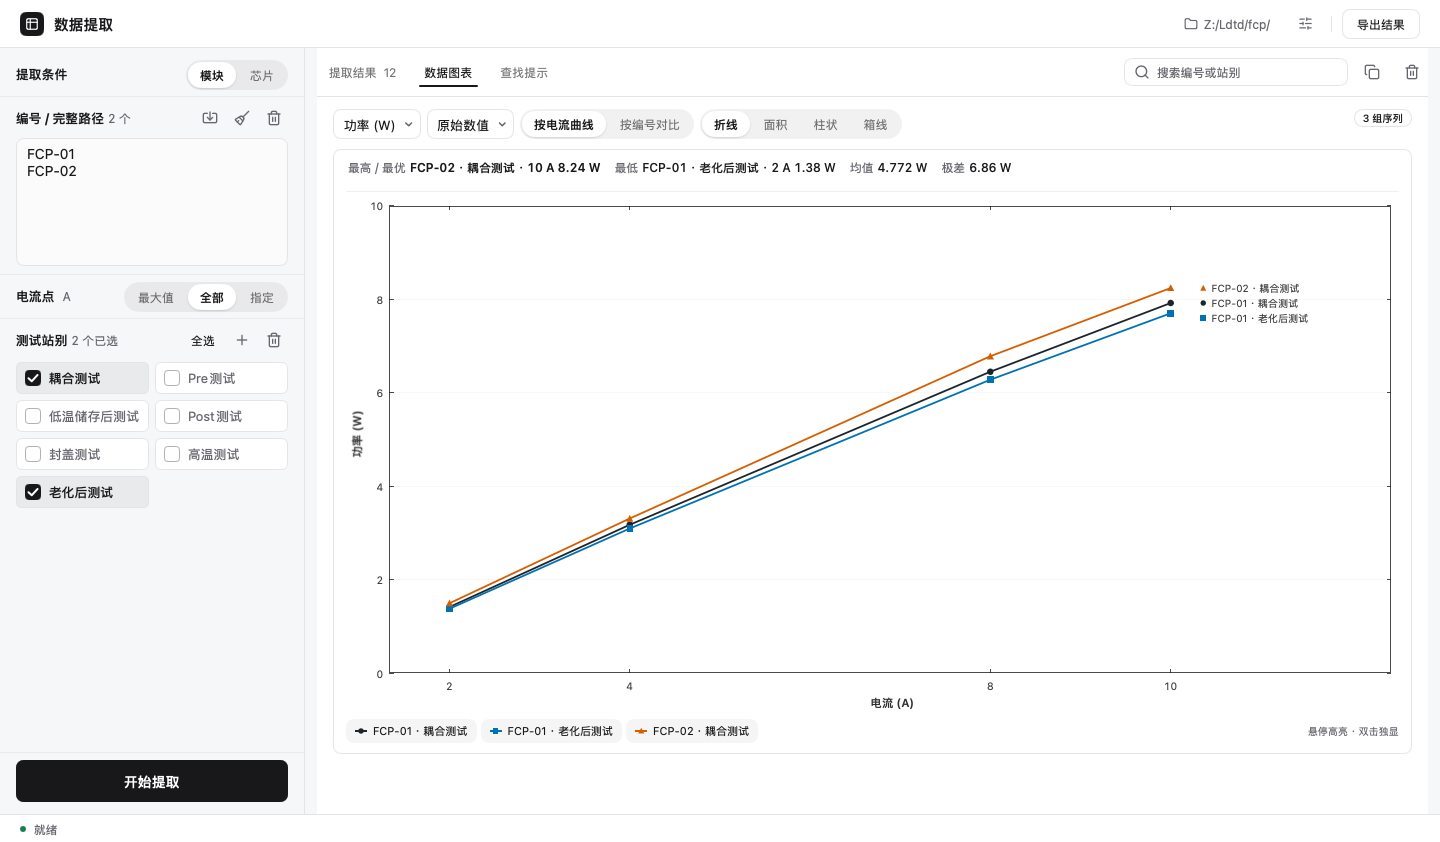 数据提取
Z:/Ldtd/fcp/
导出结果
提取条件
模块 芯片
编号 / 完整路径 2 个
FCP-01
FCP-02
电流点 A
最大值 全部 指定
测试站别 2 个已选
全选
耦合测试
Pre 测试
低温储存后测试
Post 测试
封盖测试
高温测试
老化后测试
开始提取
就绪
提取结果 12 数据图表 查找提示
搜索编号或站别
功率 (W)
原始数值
按电流曲线 按编号对比
折线 面积 柱状 箱线
3 组序列
最高 / 最优 FCP-02 · 耦合测试 · 10 A 8.24 W 最低 FCP-01 · 老化后测试 · 2 A 1.38 W 均值 4.772 W 极差 6.86 W
10
8
6
4
2
0
功率 (W)
FCP-02 · 耦合测试
FCP-01 · 耦合测试
FCP-01 · 老化后测试
2 4 8 10
电流 (A)
FCP-01 · 耦合测试 FCP-01 · 老化后测试 FCP-02 · 耦合测试
悬停高亮 · 双击独显